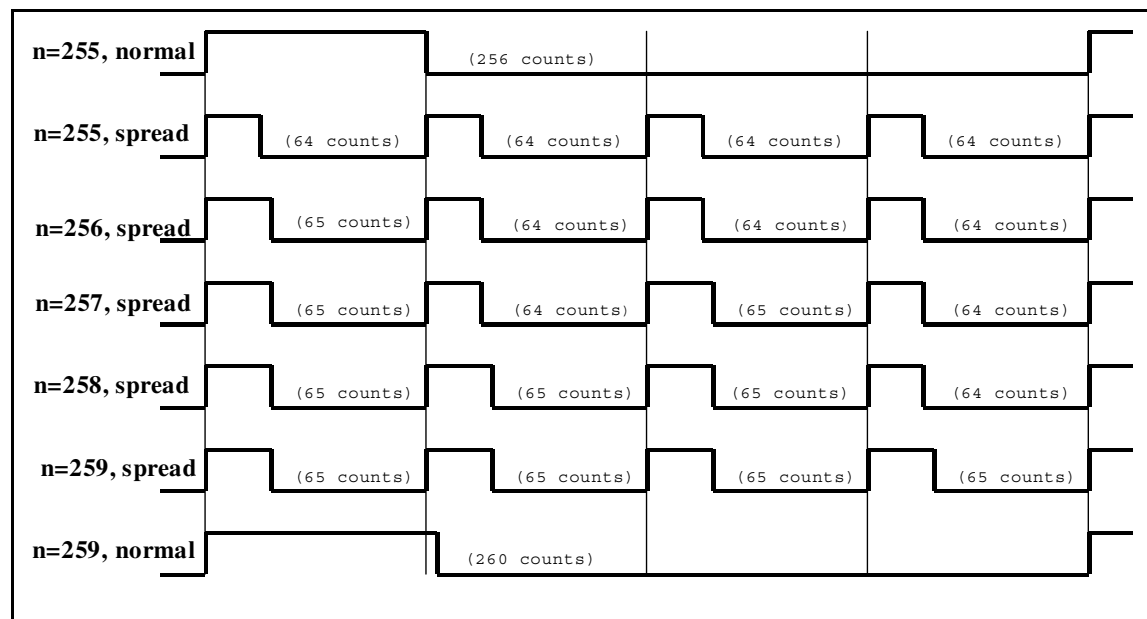 n=255, normal
(256 counts)
n=255, spread
(64 counts) (64 counts) (64 counts) (64 counts)
n=256, spread
(65 counts) (64 counts) (64 counts) (64 counts)
n=257, spread
(65 counts) (64 counts) (65 counts) (64 counts)
n=258, spread
(65 counts) (65 counts) (65 counts) (64 counts)
n=259, spread
(65 counts) (65 counts) (65 counts) (65 counts)
n=259, normal
(260 counts)